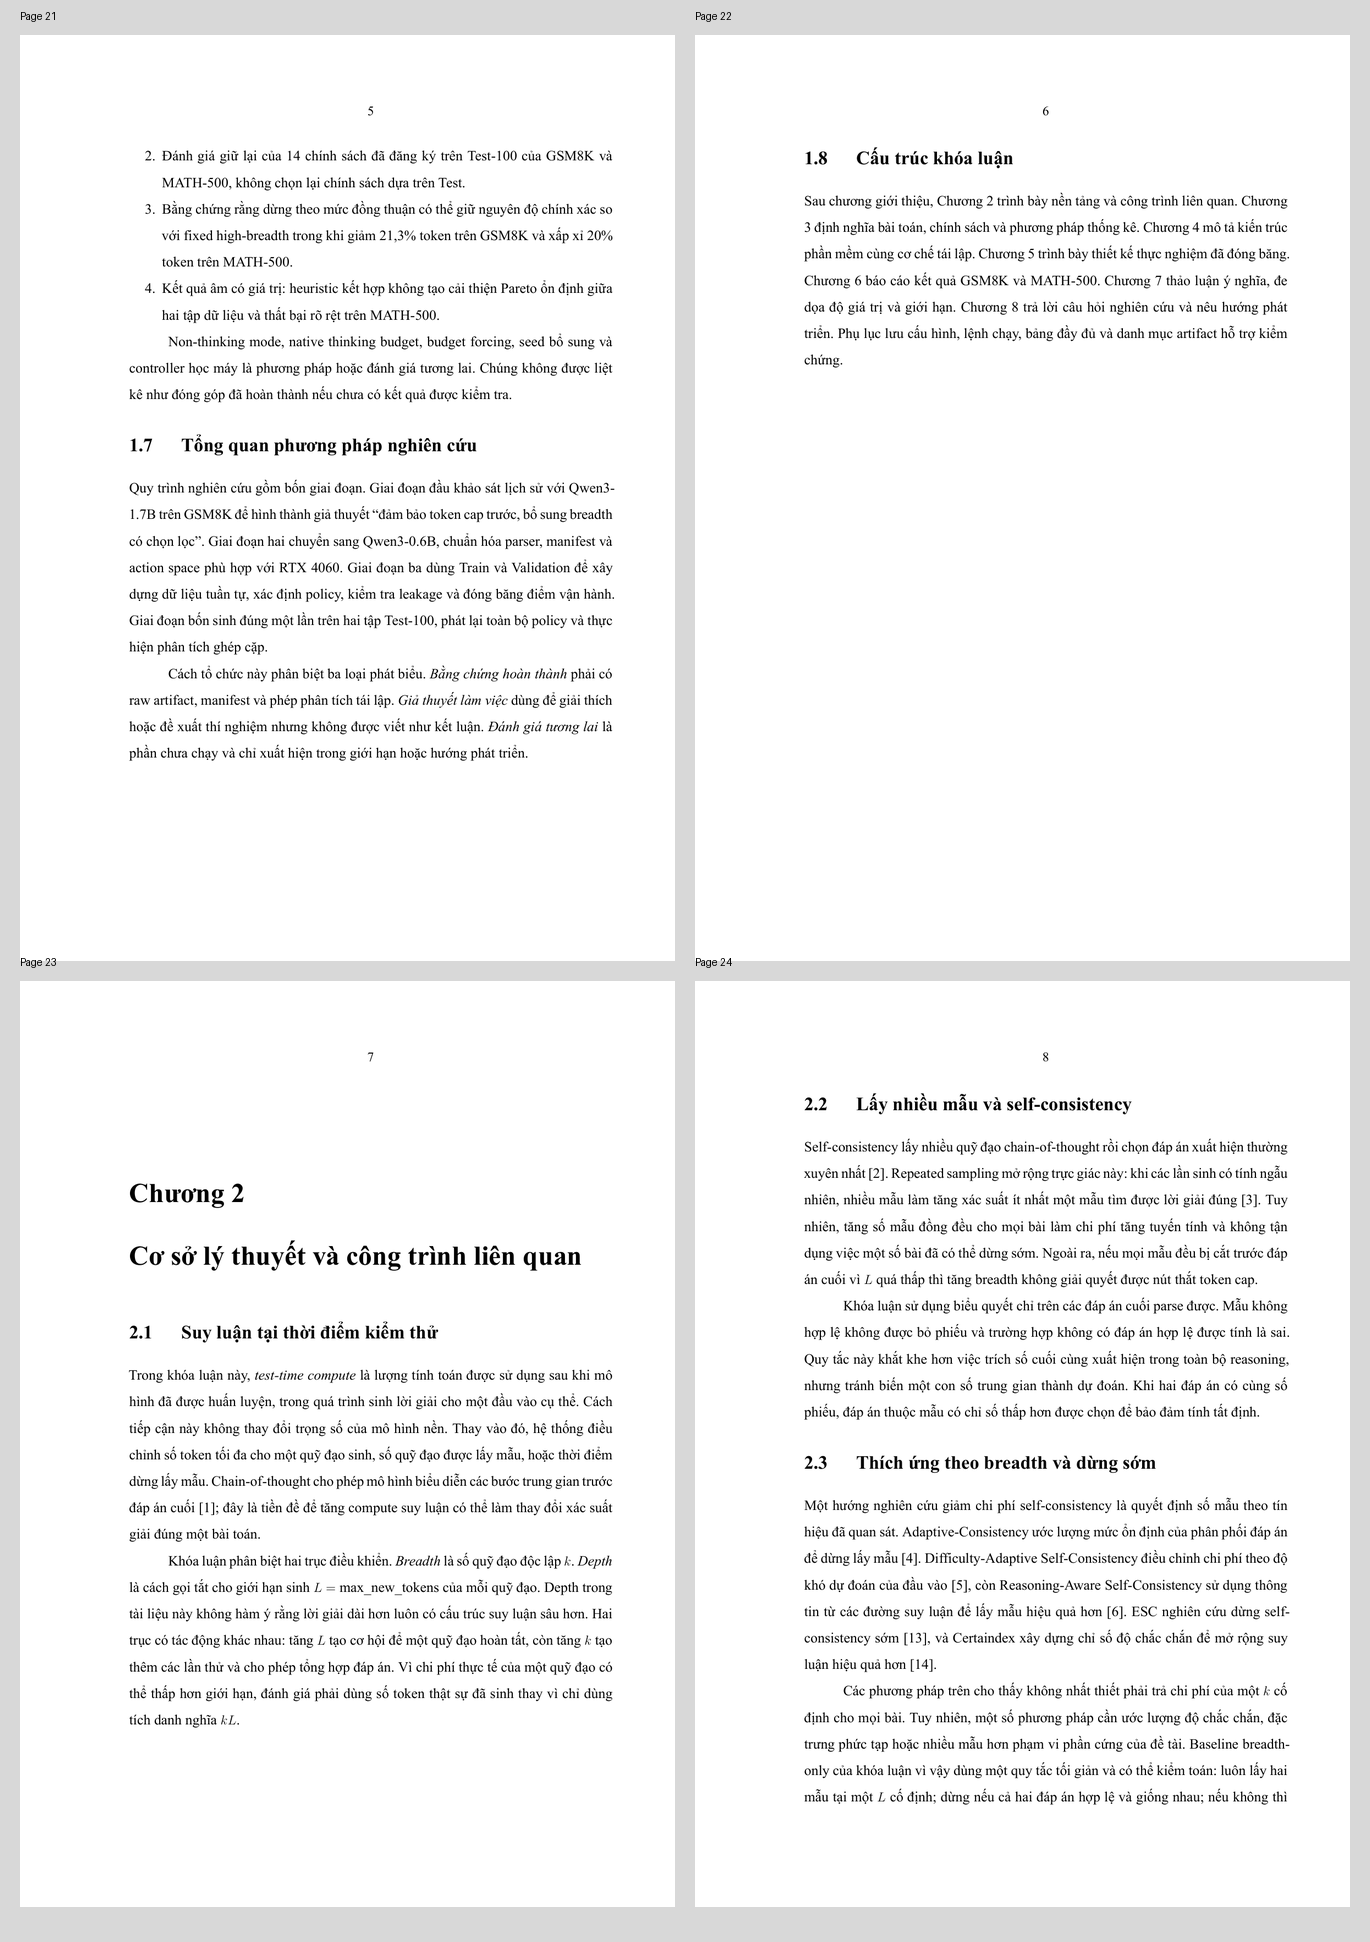 Page 21
5
2. Đánh giá giữ lại của 14 chính sách đã đăng ký trên Test-100 của GSM8K và
MATH-500, không chọn lại chính sách dựa trên Test.
3. Bằng chứng rằng dừng theo mức đồng thuận có thể giữ nguyên độ chính xác so
với fixed high-breadth trong khi giảm 21,3% token trên GSM8K và xấp xỉ 20%
token trên MATH-500.
4. Kết quả âm có giá trị: heuristic kết hợp không tạo cải thiện Pareto ổn định giữa
hai tập dữ liệu và thất bại rõ rệt trên MATH-500.
Non-thinking mode, native thinking budget, budget forcing, seed bổ sung và
controller học máy là phương pháp hoặc đánh giá tương lai. Chúng không được liệt
kê như đóng góp đã hoàn thành nếu chưa có kết quả được kiểm tra.
1.7 Tổng quan phương pháp nghiên cứu
Quy trình nghiên cứu gồm bốn giai đoạn. Giai đoạn đầu khảo sát lịch sử với Qwen3-
1.7B trên GSM8K để hình thành giả thuyết “đảm bảo token cap trước, bổ sung breadth
có chọn lọc”. Giai đoạn hai chuyển sang Qwen3-0.6B, chuẩn hóa parser, manifest và
action space phù hợp với RTX 4060. Giai đoạn ba dùng Train và Validation để xây
dựng dữ liệu tuần tự, xác định policy, kiểm tra leakage và đóng băng điểm vận hành.
Giai đoạn bốn sinh đúng một lần trên hai tập Test-100, phát lại toàn bộ policy và thực
hiện phân tích ghép cặp.
Cách tổ chức này phân biệt ba loại phát biểu. Bằng chứng hoàn thành phải có
raw artifact, manifest và phép phân tích tái lập. Giả thuyết làm việc dùng để giải thích
hoặc đề xuất thí nghiệm nhưng không được viết như kết luận. Đánh giá tương lai là
phần chưa chạy và chỉ xuất hiện trong giới hạn hoặc hướng phát triển.
Page 22
6
1.8 Cấu trúc khóa luận
Sau chương giới thiệu, Chương 2 trình bày nền tảng và công trình liên quan. Chương
3 định nghĩa bài toán, chính sách và phương pháp thống kê. Chương 4 mô tả kiến trúc
phần mềm cùng cơ chế tái lập. Chương 5 trình bày thiết kế thực nghiệm đã đóng băng.
Chương 6 báo cáo kết quả GSM8K và MATH-500. Chương 7 thảo luận ý nghĩa, đe
dọa độ giá trị và giới hạn. Chương 8 trả lời câu hỏi nghiên cứu và nêu hướng phát
triển. Phụ lục lưu cấu hình, lệnh chạy, bảng đầy đủ và danh mục artifact hỗ trợ kiểm
chứng.
Page 23
7
Chương 2
Cơ sở lý thuyết và công trình liên quan
2.1 Suy luận tại thời điểm kiểm thử
Trong khóa luận này, test-time compute là lượng tính toán được sử dụng sau khi mô
hình đã được huấn luyện, trong quá trình sinh lời giải cho một đầu vào cụ thể. Cách
tiếp cận này không thay đổi trọng số của mô hình nền. Thay vào đó, hệ thống điều
chỉnh số token tối đa cho một quỹ đạo sinh, số quỹ đạo được lấy mẫu, hoặc thời điểm
dừng lấy mẫu. Chain-of-thought cho phép mô hình biểu diễn các bước trung gian trước
đáp án cuối [1]; đây là tiền đề để tăng compute suy luận có thể làm thay đổi xác suất
giải đúng một bài toán.
Khóa luận phân biệt hai trục điều khiển. Breadth là số quỹ đạo độc lập k. Depth
là cách gọi tắt cho giới hạn sinh L = max_new_tokens của mỗi quỹ đạo. Depth trong
tài liệu này không hàm ý rằng lời giải dài hơn luôn có cấu trúc suy luận sâu hơn. Hai
trục có tác động khác nhau: tăng L tạo cơ hội để một quỹ đạo hoàn tất, còn tăng k tạo
thêm các lần thử và cho phép tổng hợp đáp án. Vì chi phí thực tế của một quỹ đạo có
thể thấp hơn giới hạn, đánh giá phải dùng số token thật sự đã sinh thay vì chỉ dùng
tích danh nghĩa kL.
Page 24
8
2.2 Lấy nhiều mẫu và self-consistency
Self-consistency lấy nhiều quỹ đạo chain-of-thought rồi chọn đáp án xuất hiện thường
xuyên nhất [2]. Repeated sampling mở rộng trực giác này: khi các lần sinh có tính ngẫu
nhiên, nhiều mẫu làm tăng xác suất ít nhất một mẫu tìm được lời giải đúng [3]. Tuy
nhiên, tăng số mẫu đồng đều cho mọi bài làm chi phí tăng tuyến tính và không tận
dụng việc một số bài đã có thể dừng sớm. Ngoài ra, nếu mọi mẫu đều bị cắt trước đáp
án cuối vì L quá thấp thì tăng breadth không giải quyết được nút thắt token cap.
Khóa luận sử dụng biểu quyết chỉ trên các đáp án cuối parse được. Mẫu không
hợp lệ không được bỏ phiếu và trường hợp không có đáp án hợp lệ được tính là sai.
Quy tắc này khắt khe hơn việc trích số cuối cùng xuất hiện trong toàn bộ reasoning,
nhưng tránh biến một con số trung gian thành dự đoán. Khi hai đáp án có cùng số
phiếu, đáp án thuộc mẫu có chỉ số thấp hơn được chọn để bảo đảm tính tất định.
2.3 Thích ứng theo breadth và dừng sớm
Một hướng nghiên cứu giảm chi phí self-consistency là quyết định số mẫu theo tín
hiệu đã quan sát. Adaptive-Consistency ước lượng mức ổn định của phân phối đáp án
để dừng lấy mẫu [4]. Difficulty-Adaptive Self-Consistency điều chỉnh chi phí theo độ
khó dự đoán của đầu vào [5], còn Reasoning-Aware Self-Consistency sử dụng thông
tin từ các đường suy luận để lấy mẫu hiệu quả hơn [6]. ESC nghiên cứu dừng self-
consistency sớm [13], và Certaindex xây dựng chỉ số độ chắc chắn để mở rộng suy
luận hiệu quả hơn [14].
Các phương pháp trên cho thấy không nhất thiết phải trả chi phí của một k cố
định cho mọi bài. Tuy nhiên, một số phương pháp cần ước lượng độ chắc chắn, đặc
trưng phức tạp hoặc nhiều mẫu hơn phạm vi phần cứng của đề tài. Baseline breadth-
only của khóa luận vì vậy dùng một quy tắc tối giản và có thể kiểm toán: luôn lấy hai
mẫu tại một L cố định; dừng nếu cả hai đáp án hợp lệ và giống nhau; nếu không thì